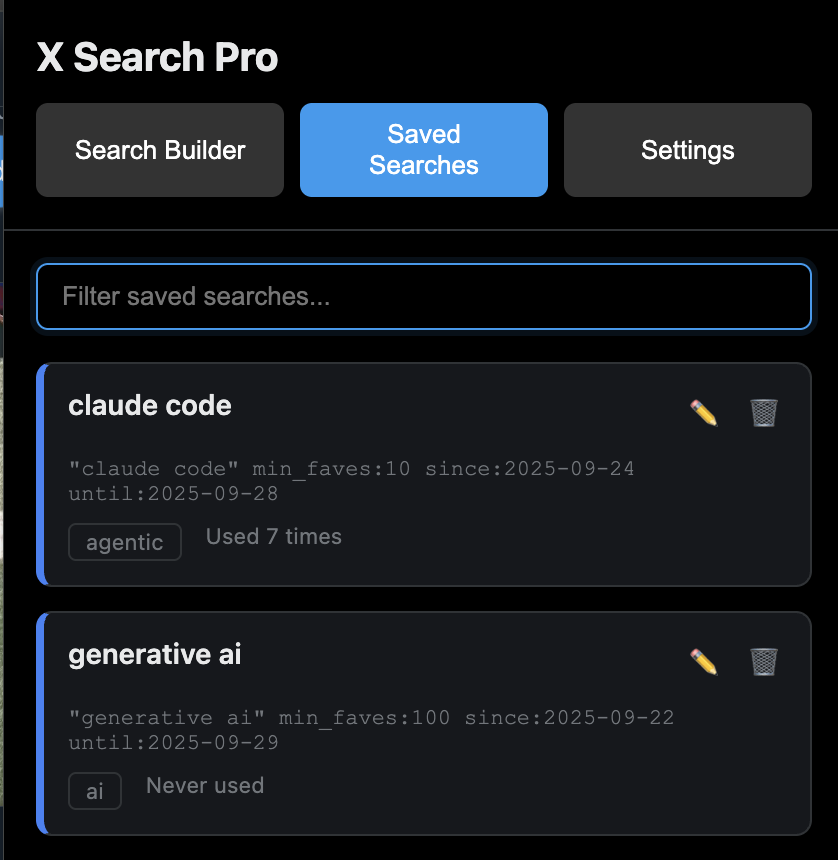 X Search Pro
Search Builder
Saved
Searches
Settings
Filter saved searches...
claude code
"claude code" min_faves:10 since:2025-09-24
until:2025-09-28
agentic
Used 7 times
generative ai
"generative ai" min_faves:100 since:2025-09-22
until:2025-09-29
ai
Never used